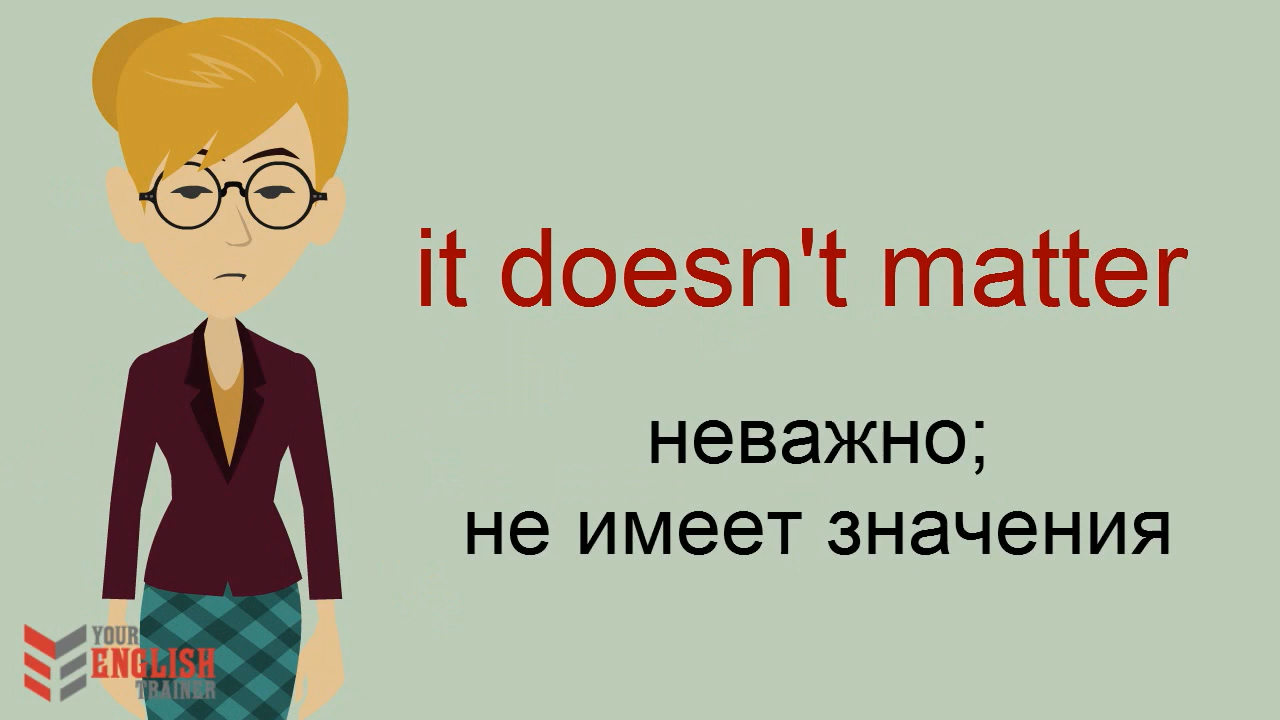 it doesn't matter
неважно;
не имеет значения
YOUR
ENGLISH
TRAINER